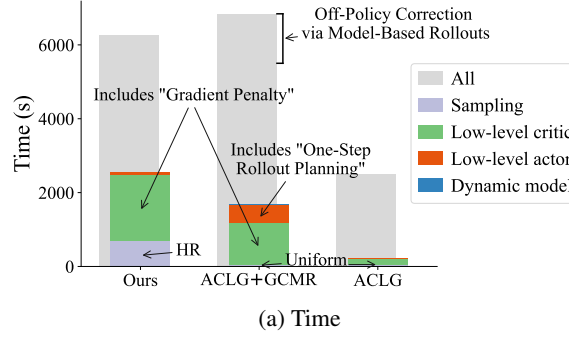 Off-Policy Correction
via Model-Based Rollouts
6000
4000
2000
0
Time (s)
Includes "Gradient Penalty"
Includes "One-Step
Rollout Planning"
HR
Uniform
All
Sampling
Low-level critic
Low-level actor
Dynamic model
Ours
ACLG+GCMR
ACLG
(a) Time